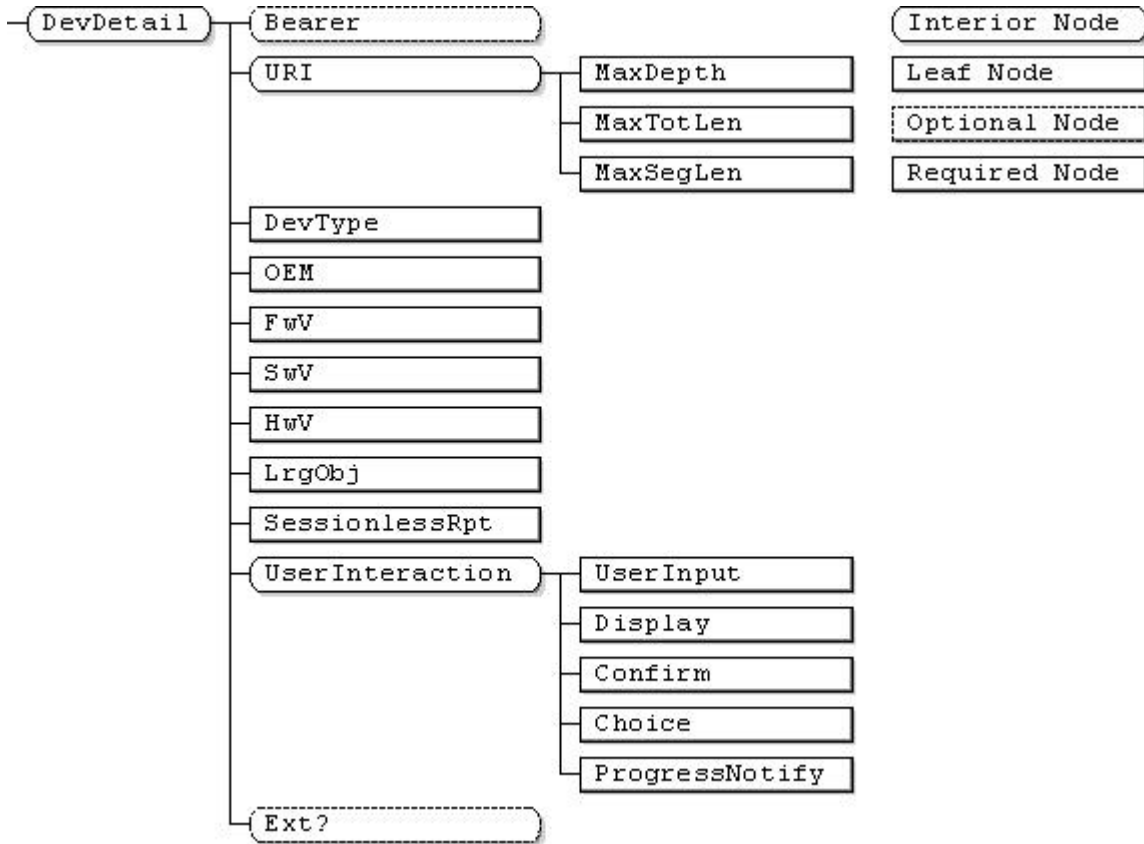 DevDetail
Bearer
Interior Node
URI
MaxDepth
Leaf Node
MaxTotLen
Optional Node
MaxSegLen
Required Node
DevType
OEM
FwV
SwV
HwV
LrgObj
SessionlessRpt
UserInteraction
UserInput
Display
Confirm
Choice
ProgressNotify
Ext?